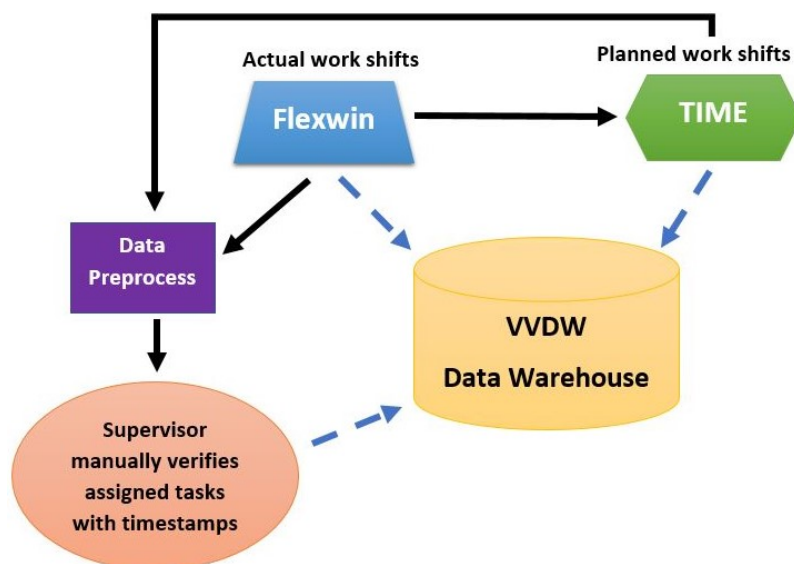 Actual work shifts
Planned work shifts
Flexwin
TIME
Data
Preprocess
VVDW
Data Warehouse
Supervisor
manually verifies
assigned tasks
with timestamps